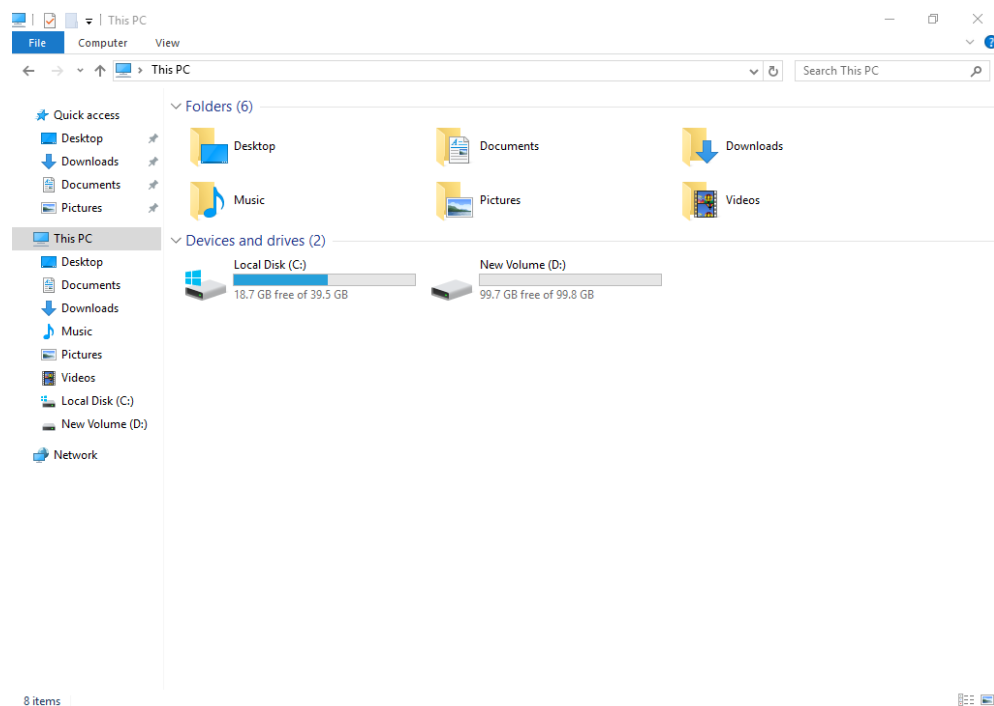 This PC
File Computer View
This PC Search This PC
Quick access
Desktop
Downloads
Documents
Pictures
This PC
Desktop
Documents
Downloads
Music
Pictures
Videos
Local Disk (C:)
New Volume (D:)
Network
Folders (6)
Desktop Documents Downloads
Music Pictures Videos
Devices and drives (2)
Local Disk (C:) New Volume (D:)
18.7 GB free of 39.5 GB 99.7 GB free of 99.8 GB
8 items